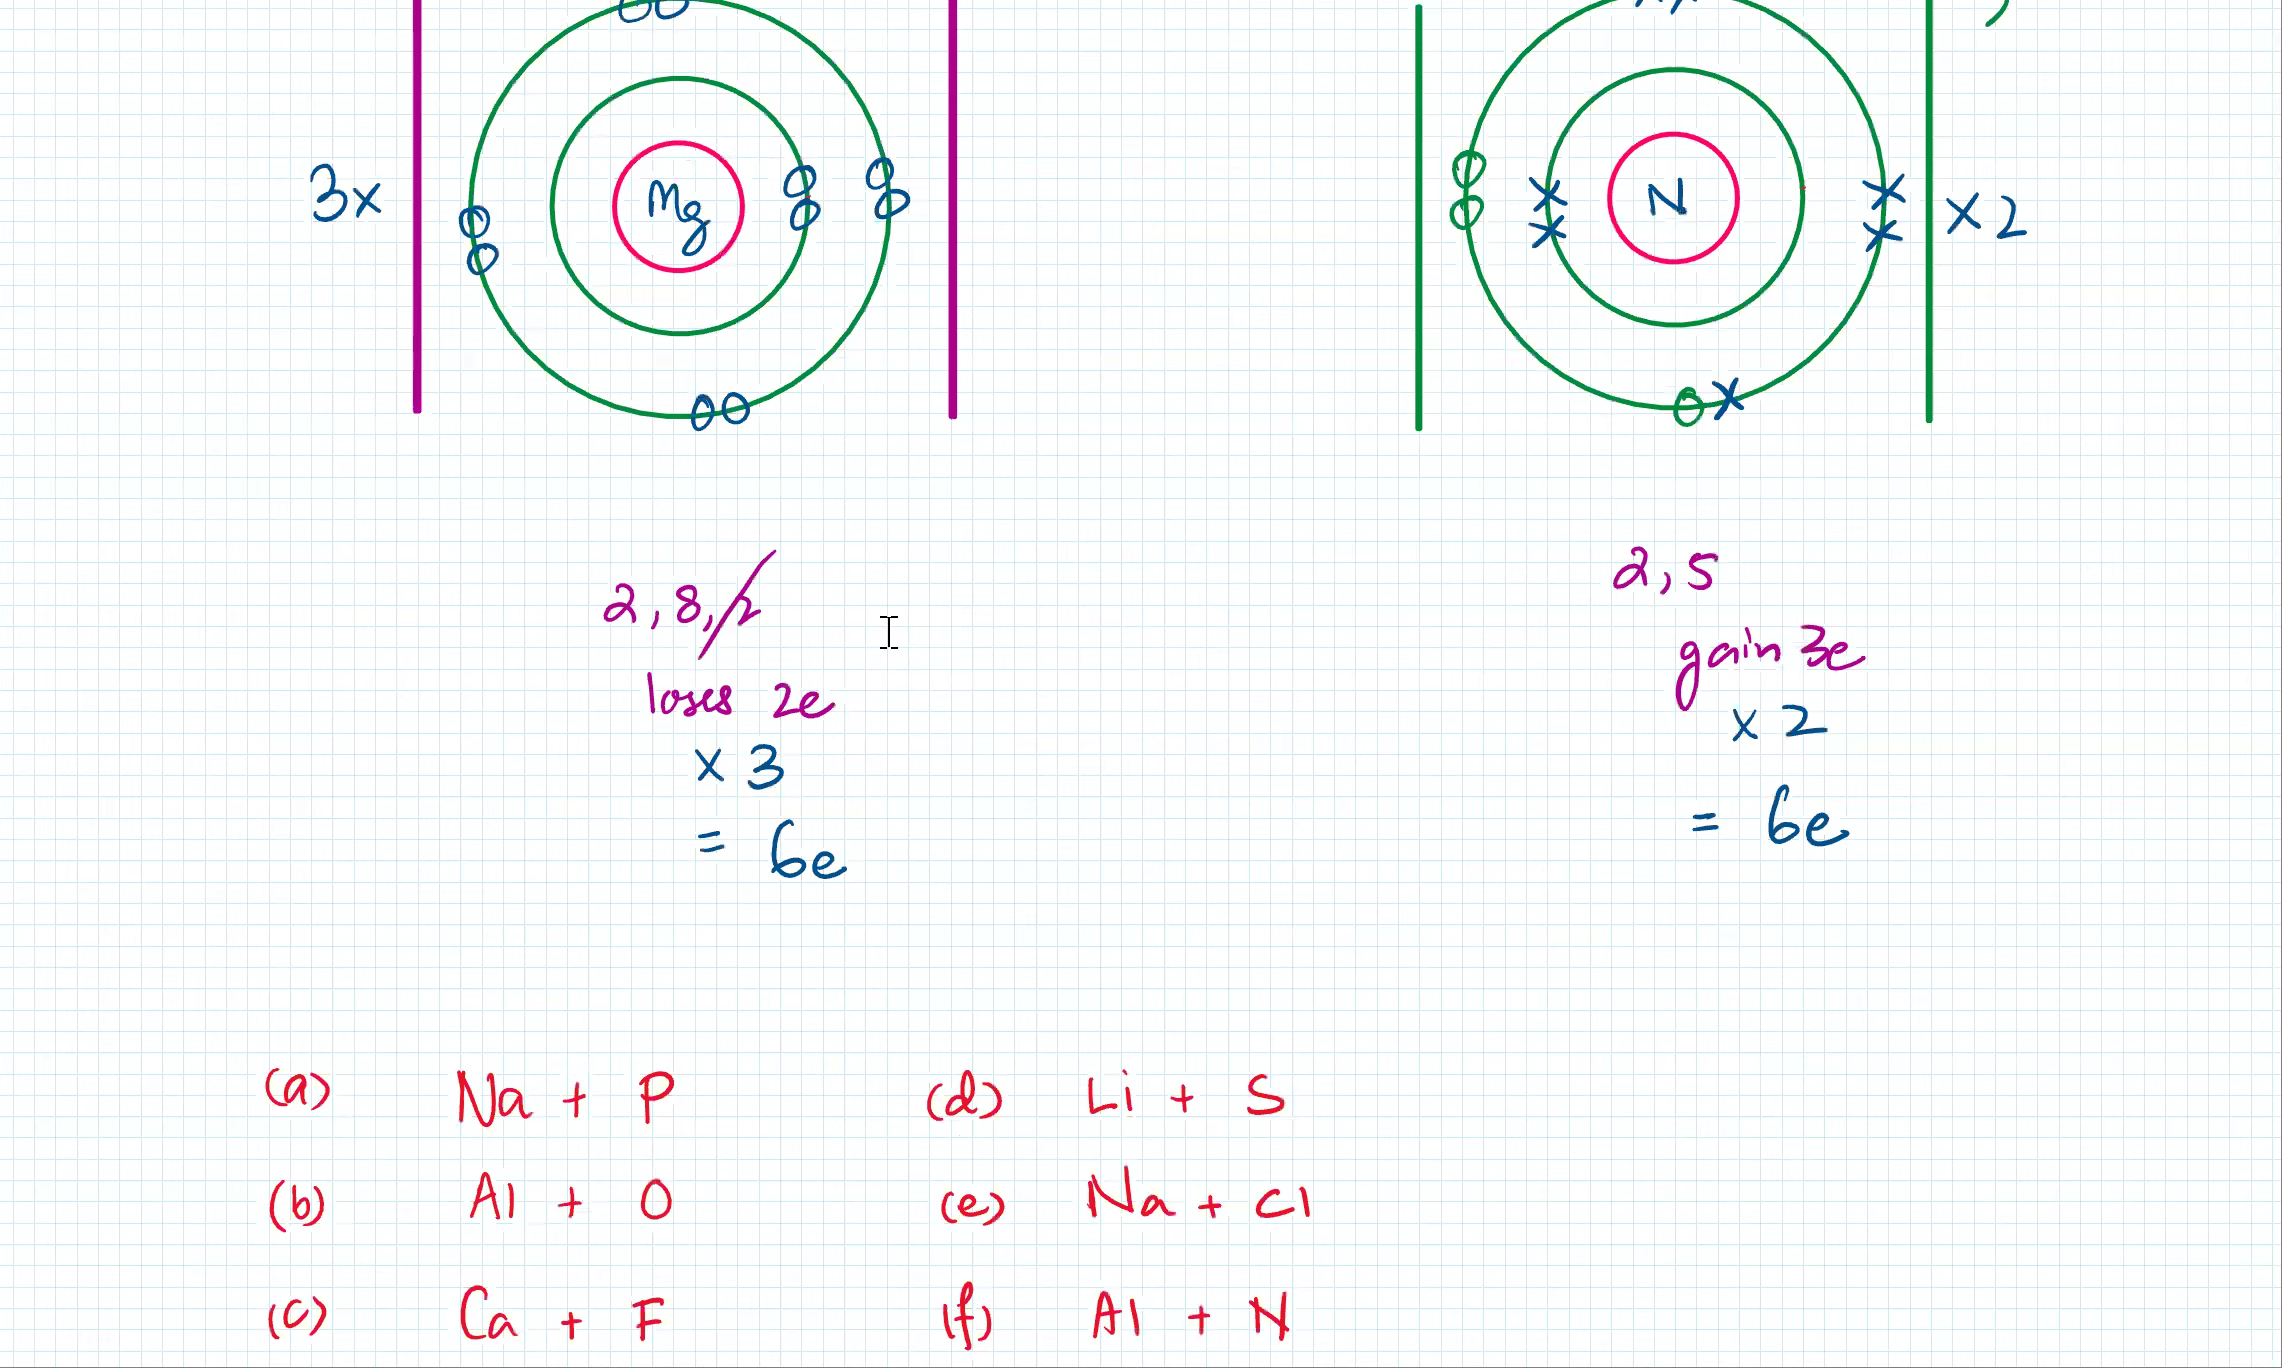 3x
Mg
N
x 2
2, 8, 2
loses 2e
x 3
= 6e
2, 5
gain 3e
x 2
= 6e
(a) Na + P
(b) Al + O
(c) Ca + F
(d) Li + S
(e) Na + Cl
(f) Al + N